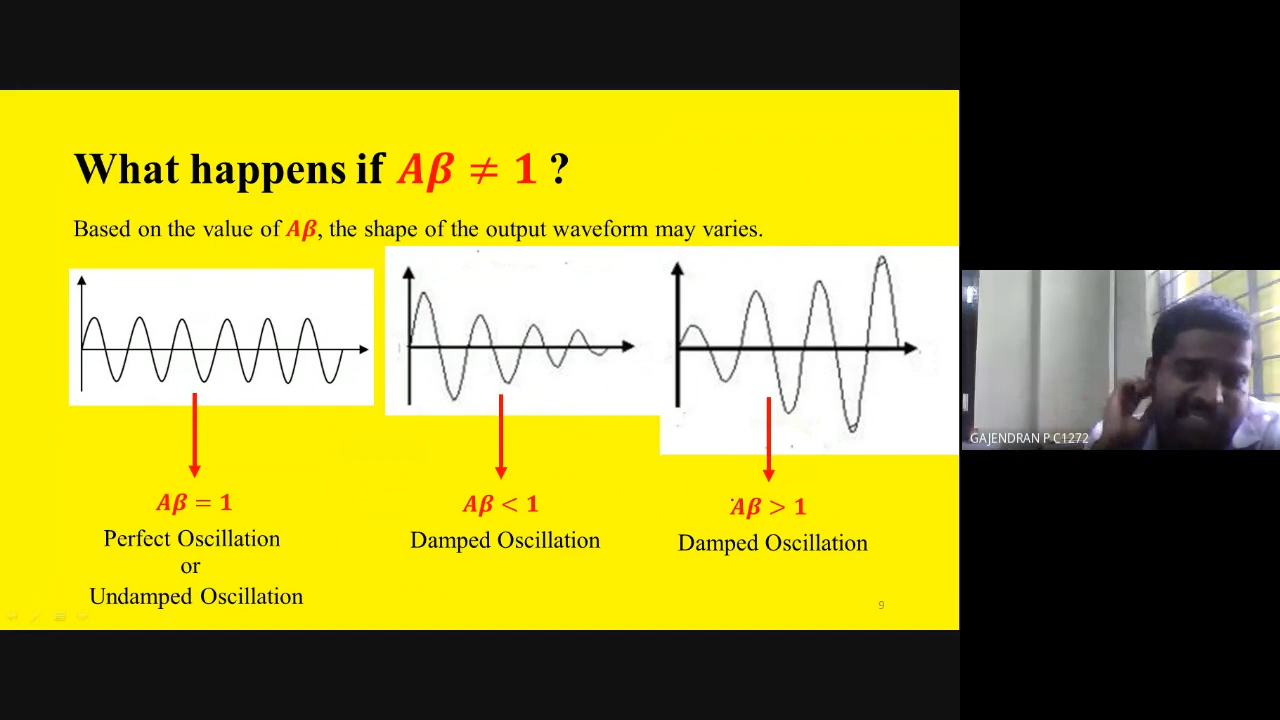 What happens if Aβ ≠ 1 ?
Based on the value of Aβ, the shape of the output waveform may varies.
Aβ = 1
Perfect Oscillation
or
Undamped Oscillation
Aβ < 1
Damped Oscillation
Aβ > 1
Damped Oscillation
9
GAJENDRAN P C1272